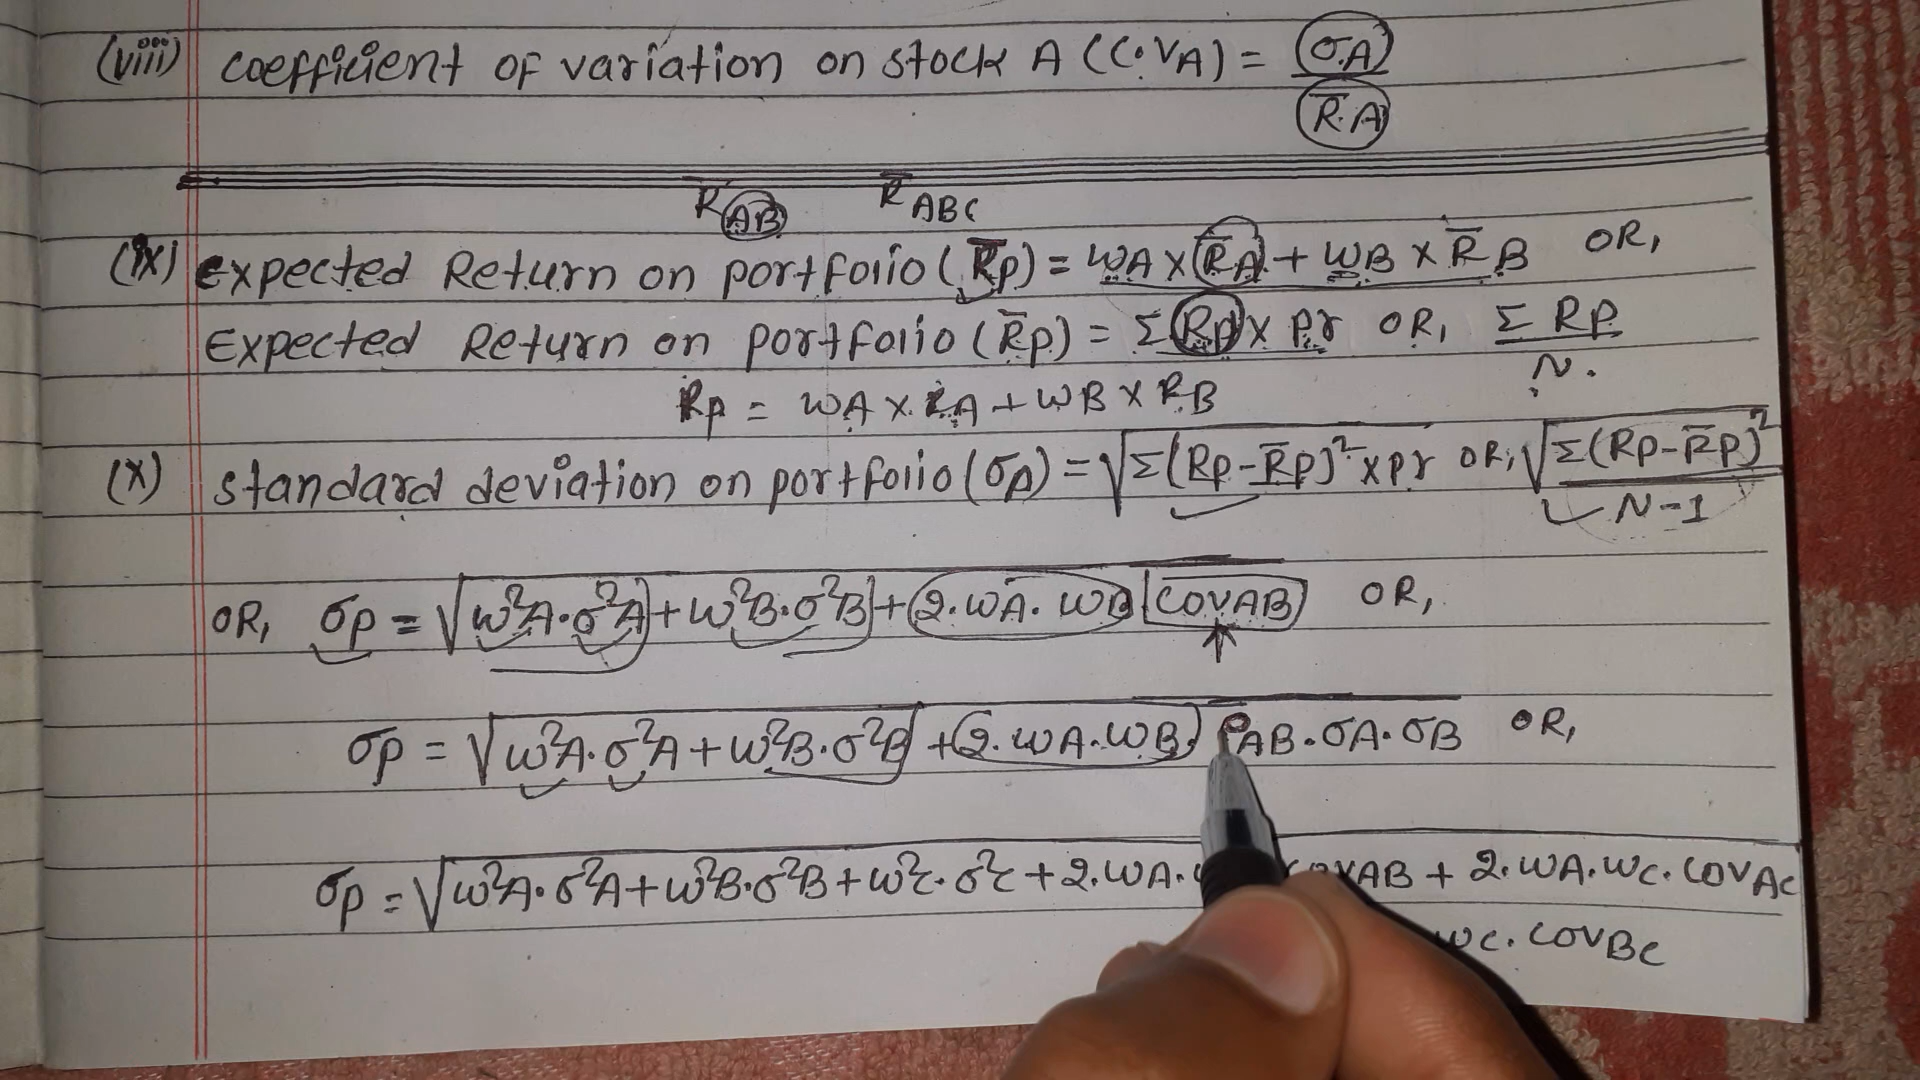 (viii) coefficient of variation on stock A (C.VA) = σA / R̅.A
R̅AB R̅ABC
(ix) expected Return on portfolio (R̅p) = WA × R̅A + WB × R̅B OR,
Expected Return on portfolio (R̅p) = Σ Rp × pr OR, Σ Rp / N.
Rp = WA × RA + WB × RB
(x) standard deviation on portfolio (σp) = √Σ(Rp - R̅p)² × pr OR, √Σ(Rp - R̅p)² / N-1
OR, σp = √w²A.σ²A + w²B.σ²B + 2.WA.WB COVAB OR,
σp = √w²A.σ²A + w²B.σ²B + 2.WA.WB. PAB.σA.σB OR,
σp = √w²A.σ²A + w²B.σ²B + w²C.σ²C + 2.WA. COVAB + 2.WA.WC.COVAC
WC.COVBC